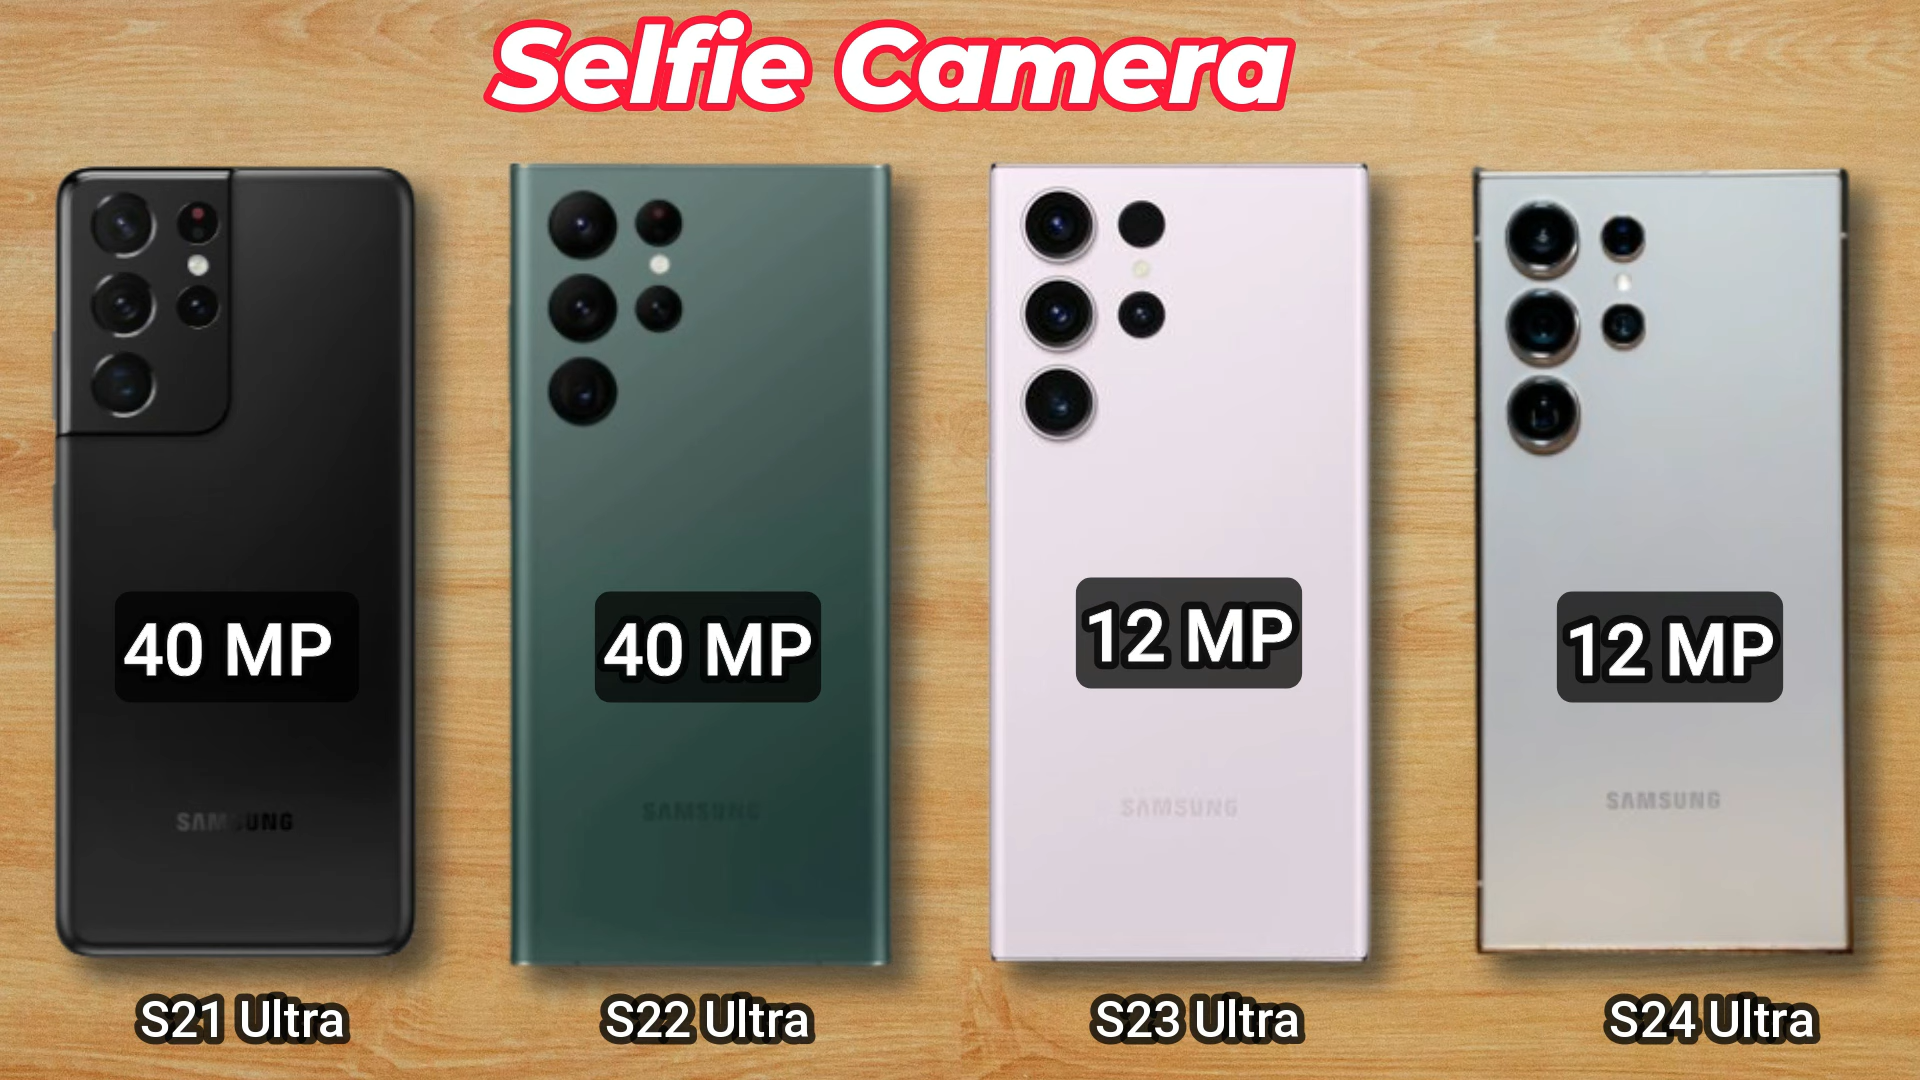 Selfie Camera
40 MP
40 MP
12 MP
12 MP
SAMSUNG
SAMSUNG
SAMSUNG
SAMSUNG
S21 Ultra
S22 Ultra
S23 Ultra
S24 Ultra